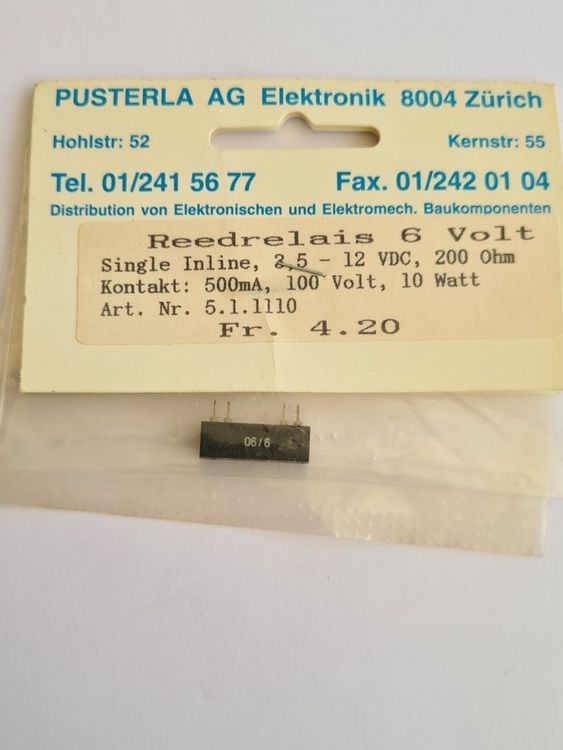 PUSTERLA AG Elektronik 8004 Zürich
Hohlstr: 52 Kernstr: 55
Tel. 01/241 56 77 Fax. 01/242 01 04
Distribution von Elektronischen und Elektromech. Baukomponenten
Reedrelais 6 Volt
Single Inline, 3,5 - 12 VDC, 200 Ohm
Kontakt: 500mA, 100 Volt, 10 Watt
Art. Nr. 5.1.1110
Fr. 4.20
06/6